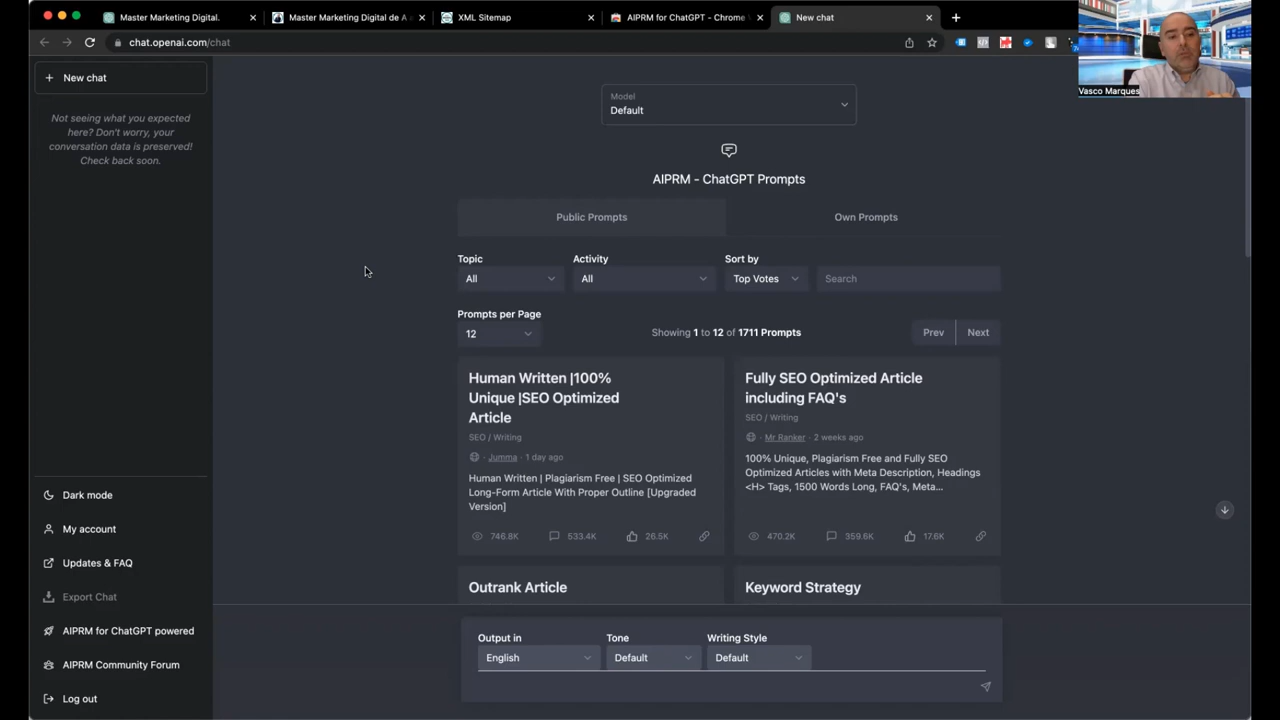 Master Marketing Digital.
Master Marketing Digital de A
XML Sitemap
AIPRM for ChatGPT - Chrome
New chat
chat.openai.com/chat
Vasco Marques
New chat
Not seeing what you expected
here? Don't worry, your
conversation data is preserved!
Check back soon.
Model
Default
AIPRM - ChatGPT Prompts
Public Prompts
Own Prompts
Topic
Activity
Sort by
All
All
Top Votes
Search
Prompts per Page
12
Showing 1 to 12 of 1711 Prompts
Prev
Next
Human Written |100%
Unique |SEO Optimized
Article
SEO / Writing
Jumma · 1 day ago
Human Written | Plagiarism Free | SEO Optimized
Long-Form Article With Proper Outline [Upgraded
Version]
746.8K
533.4K
26.5K
Fully SEO Optimized Article
including FAQ's
SEO / Writing
Mr Ranker · 2 weeks ago
100% Unique, Plagiarism Free and Fully SEO
Optimized Articles with Meta Description, Headings
<H> Tags, 1500 Words Long, FAQ's, Meta...
470.2K
359.6K
17.6K
Outrank Article
Keyword Strategy
Dark mode
My account
Updates & FAQ
Export Chat
AIPRM for ChatGPT powered
AIPRM Community Forum
Log out
Output in
Tone
Writing Style
English
Default
Default